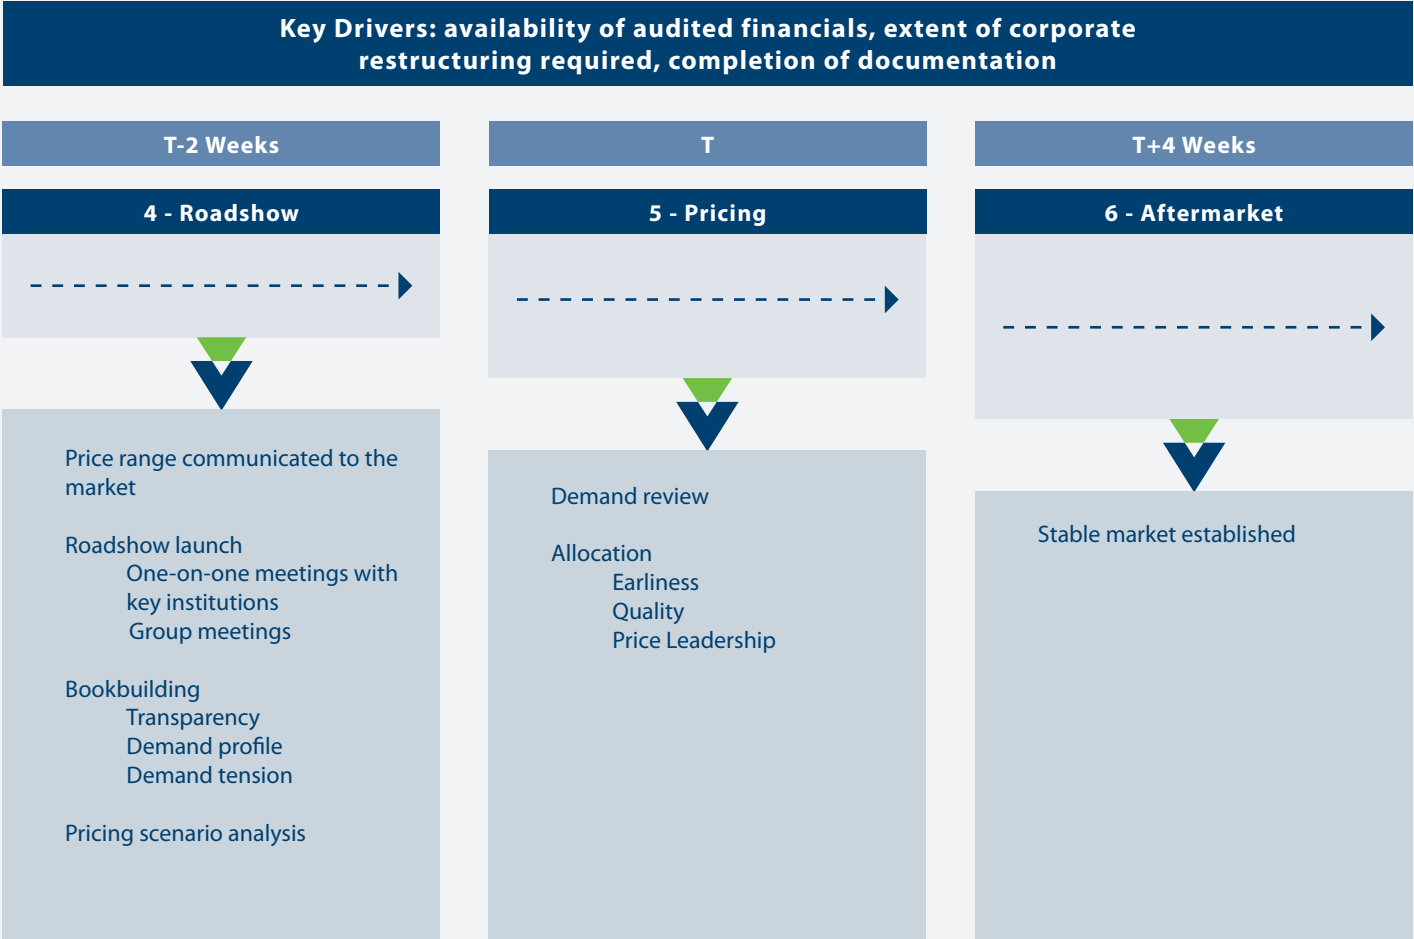 Key Drivers: availability of audited financials, extent of corporate
restructuring required, completion of documentation
T-2 Weeks
4 - Roadshow
Price range communicated to the
market
Roadshow launch
One-on-one meetings with
key institutions
Group meetings
Bookbuilding
Transparency
Demand profile
Demand tension
Pricing scenario analysis
T
5 - Pricing
Demand review
Allocation
Earliness
Quality
Price Leadership
T+4 Weeks
6 - Aftermarket
Stable market established